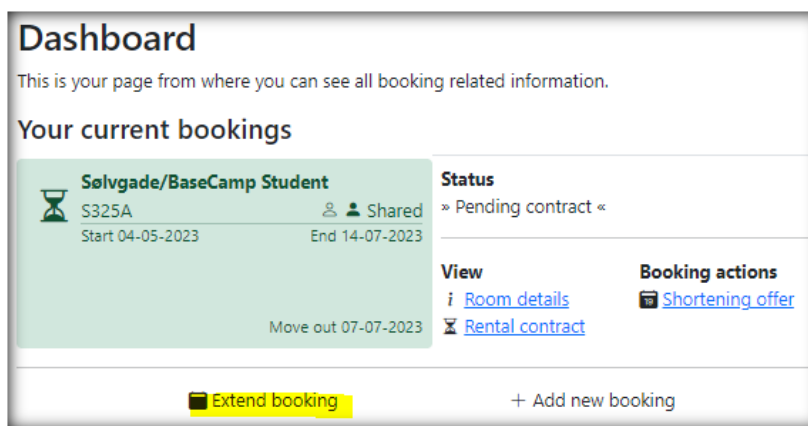 Dashboard
This is your page from where you can see all booking related information.
Your current bookings
Sølvgade/BaseCamp Student
S325A Shared
Start 04-05-2023 End 14-07-2023
Move out 07-07-2023
Status
» Pending contract «
View
i Room details
Rental contract
Booking actions
19 Shortening offer
Extend booking
+ Add new booking